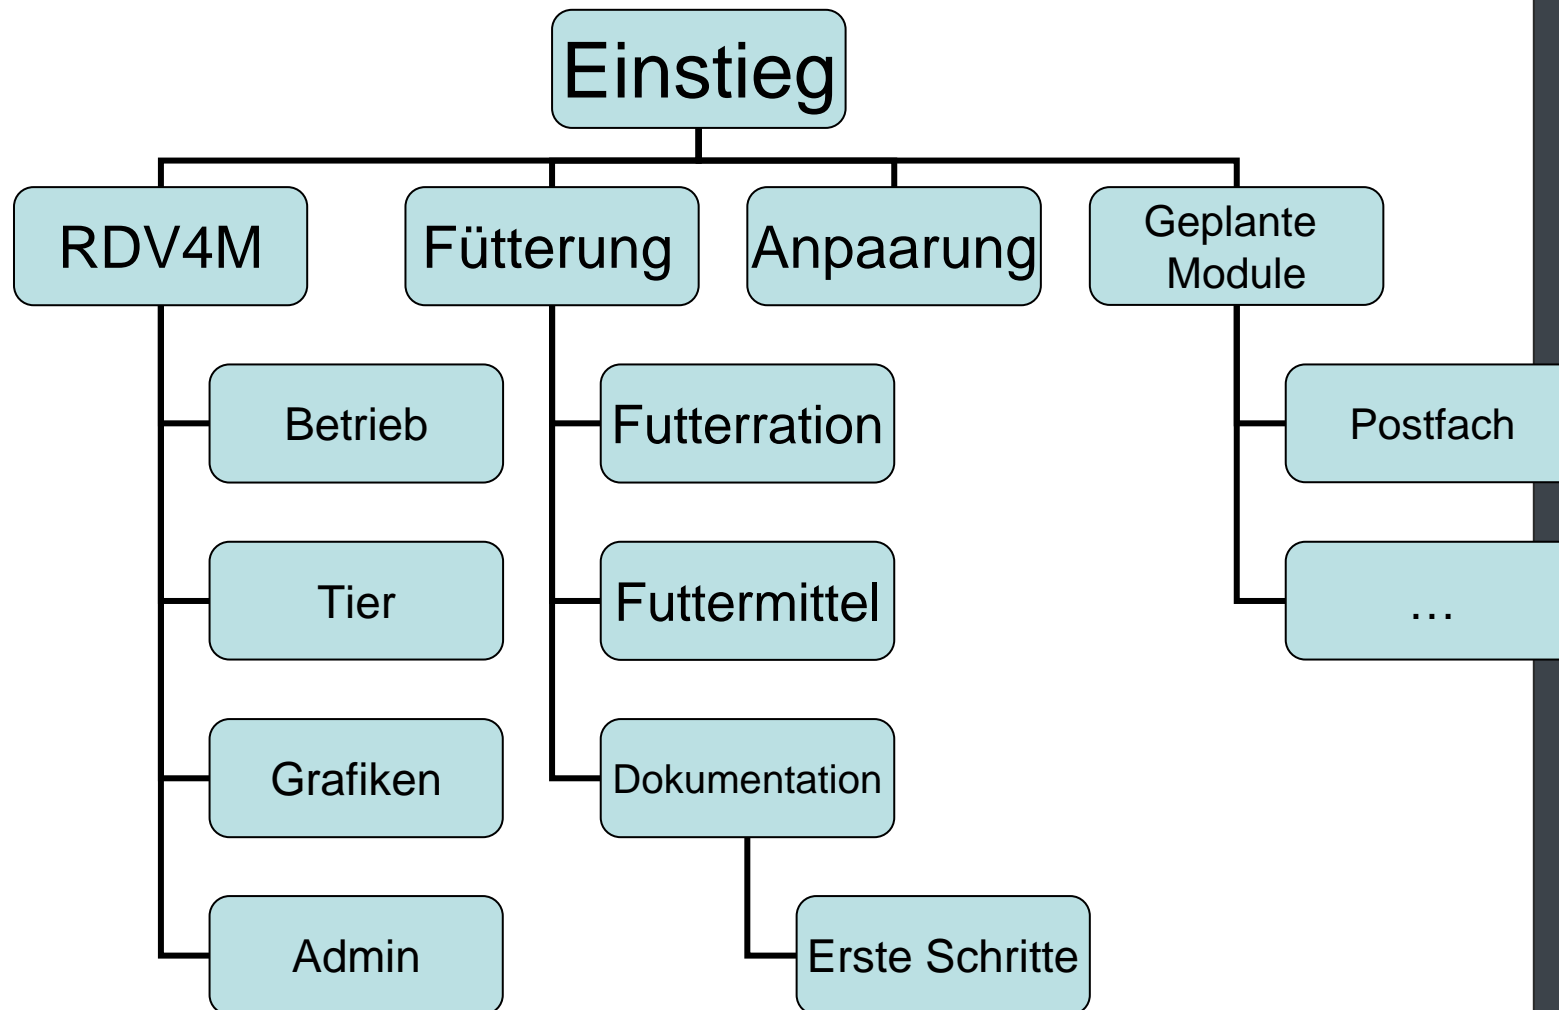 Einstieg
RDV4M
Fütterung
Anpaarung
Geplante
Module
Betrieb
Futterration
Postfach
Tier
Futtermittel
…
Grafiken
Dokumentation
Admin
Erste Schritte